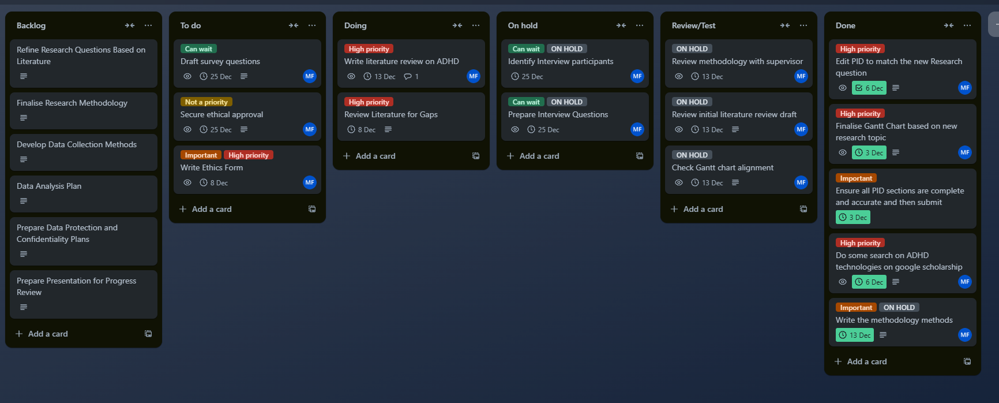 Backlog
Refine Research Questions Based on
Literature
Finalise Research Methodology
Develop Data Collection Methods
Data Analysis Plan
Prepare Data Protection and
Confidentiality Plans
Prepare Presentation for Progress
Review
Add a card
To do
Can wait
Draft survey questions
25 Dec
MF
Not a priority
Secure ethical approval
25 Dec
MF
Important High priority
Write Ethics Form
8 Dec
MF
Add a card
Doing
High priority
Write literature review on ADHD
13 Dec 1
MF
High priority
Review Literature for Gaps
8 Dec
Add a card
On hold
Can wait ON HOLD
Identify Interview participants
25 Dec
MF
Can wait ON HOLD
Prepare Interview Questions
25 Dec
MF
Add a card
Review/Test
ON HOLD
Review methodology with supervisor
13 Dec
MF
ON HOLD
Review initial literature review draft
13 Dec
MF
ON HOLD
Check Gantt chart alignment
13 Dec
MF
Add a card
Done
High priority
Edit PID to match the new Research
question
6 Dec
MF
High priority
Finalise Gantt Chart based on new
research topic
3 Dec
MF
Important
Ensure all PID sections are complete
and accurate and then submit
3 Dec
High priority
Do some search on ADHD
technologies on google scholarship
6 Dec
MF
Important ON HOLD
Write the methodology methods
13 Dec
MF
Add a card